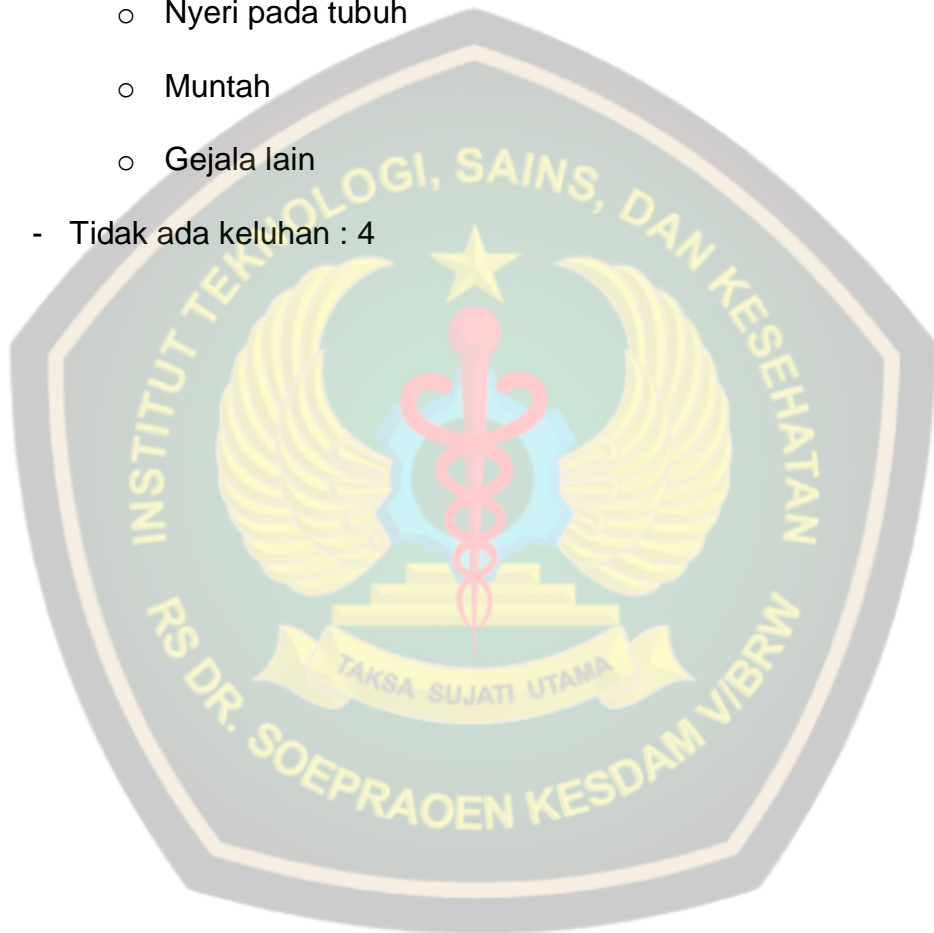 o Nyeri pada tubuh
o Muntah
o Gejala lain
- Tidak ada keluhan : 4
INSTITUT TEKNOLOGI, SAINS, DAN KESEHATAN
TAKSA SUJATI UTAMA
RS DR. SOEPRAOEN KESDAM V/BRW